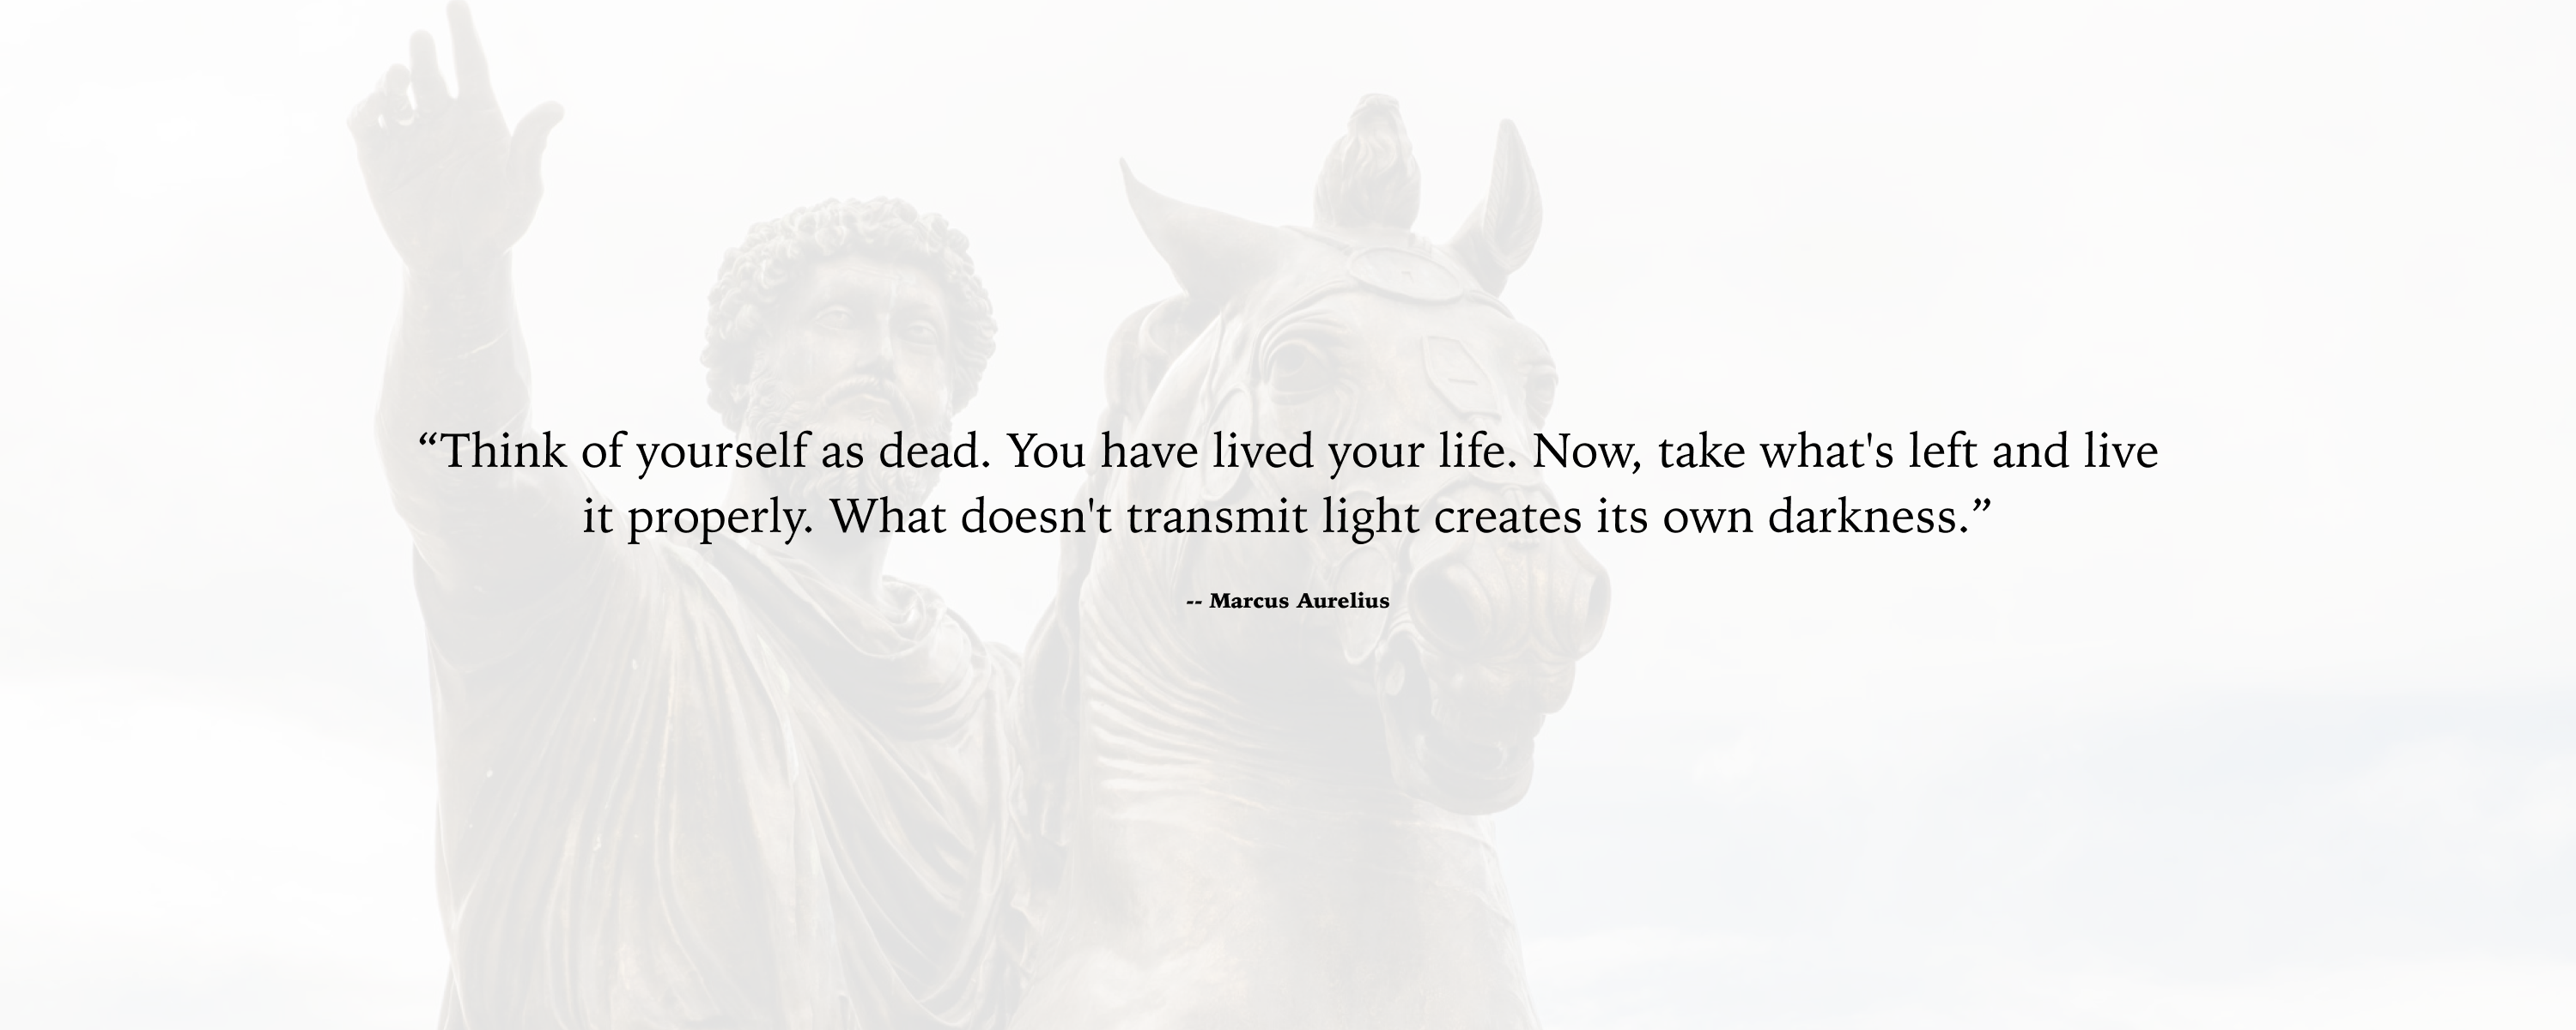 “Think of yourself as dead. You have lived your life. Now, take what's left and live
it properly. What doesn't transmit light creates its own darkness.”
-- Marcus Aurelius